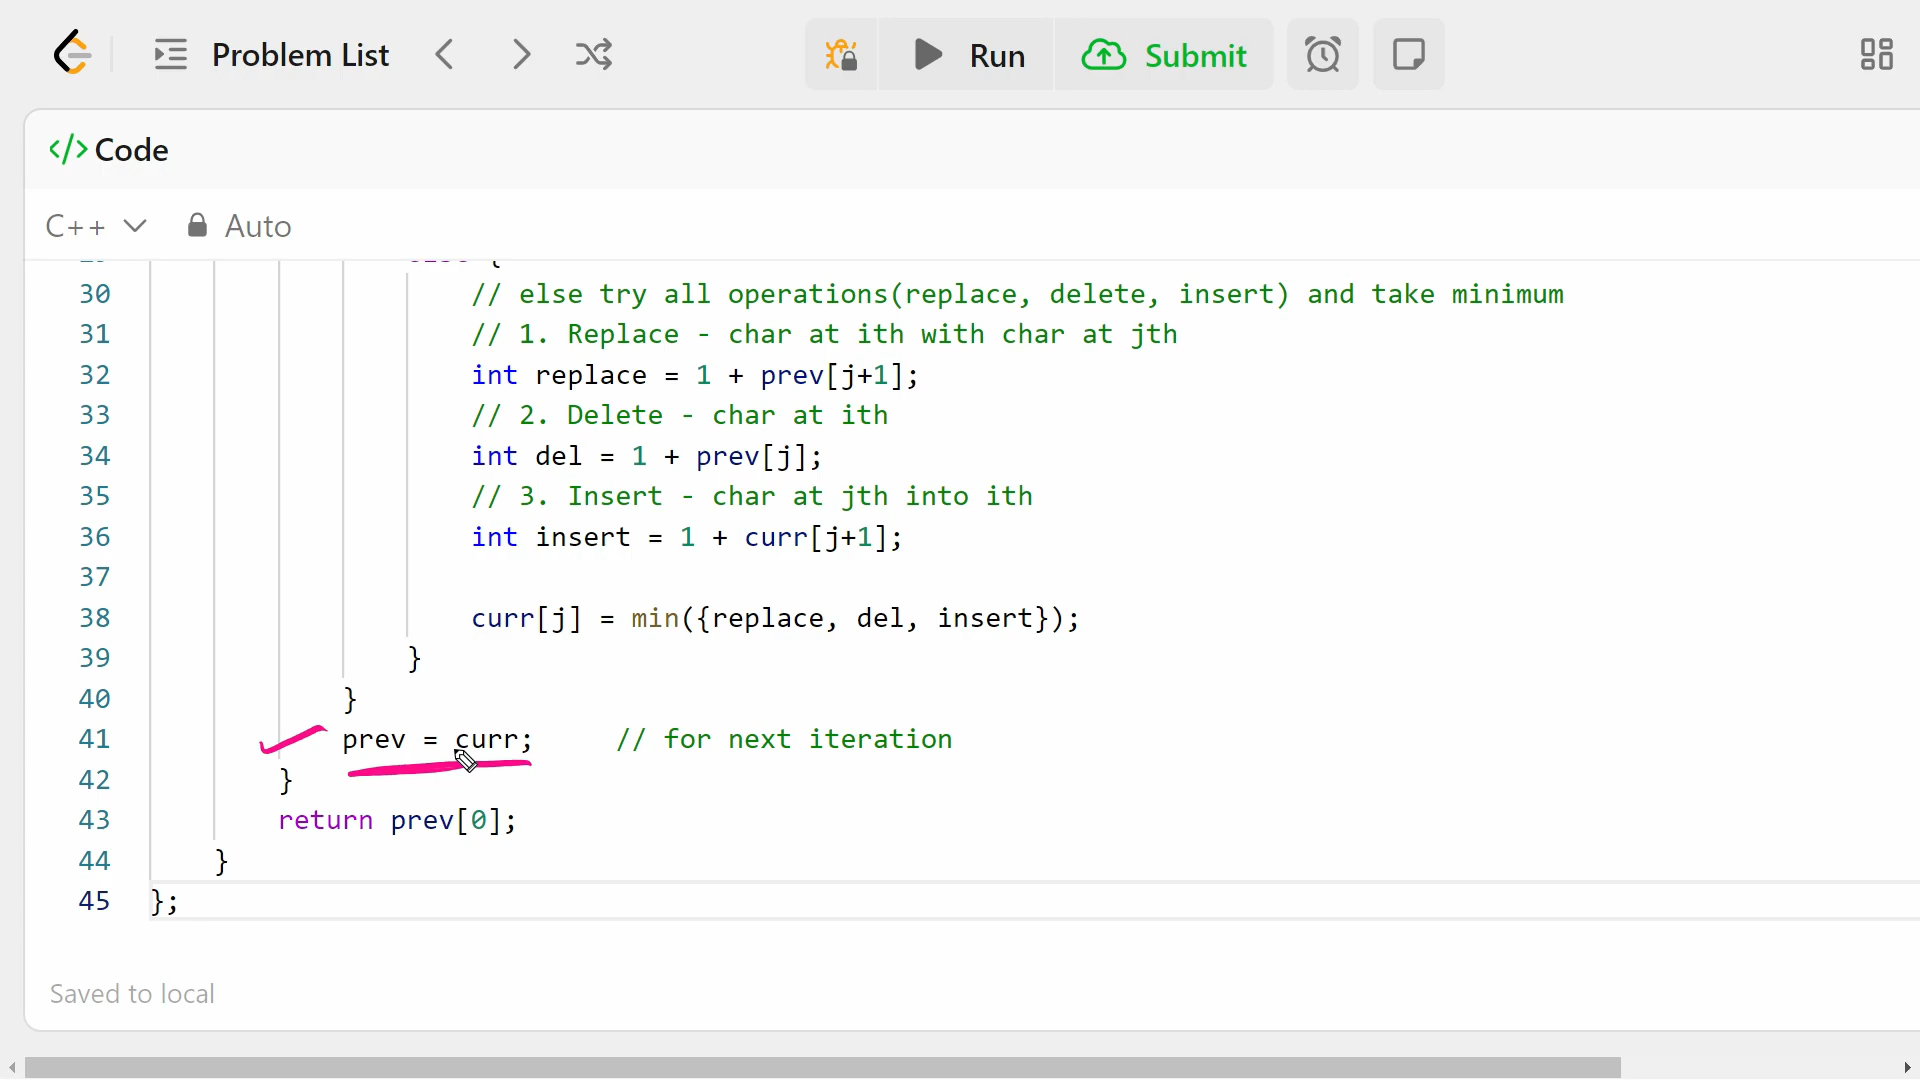 Problem List
Run
Submit
</> Code
C++
Auto
30 // else try all operations(replace, delete, insert) and take minimum
31 // 1. Replace - char at ith with char at jth
32 int replace = 1 + prev[j+1];
33 // 2. Delete - char at ith
34 int del = 1 + prev[j];
35 // 3. Insert - char at jth into ith
36 int insert = 1 + curr[j+1];
37
38 curr[j] = min({replace, del, insert});
39 }
40 }
41 prev = curr; // for next iteration
42 }
43 return prev[0];
44 }
45 };
Saved to local